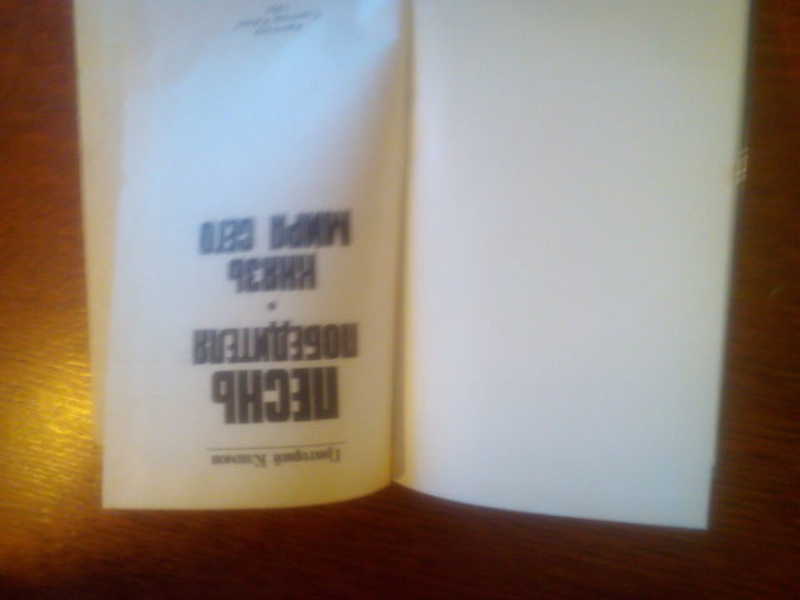 Григорий Климов
ПЕСНЬ
ПОБЕДИТЕЛЯ
•
КНЯЗЬ
МИРА СЕГО